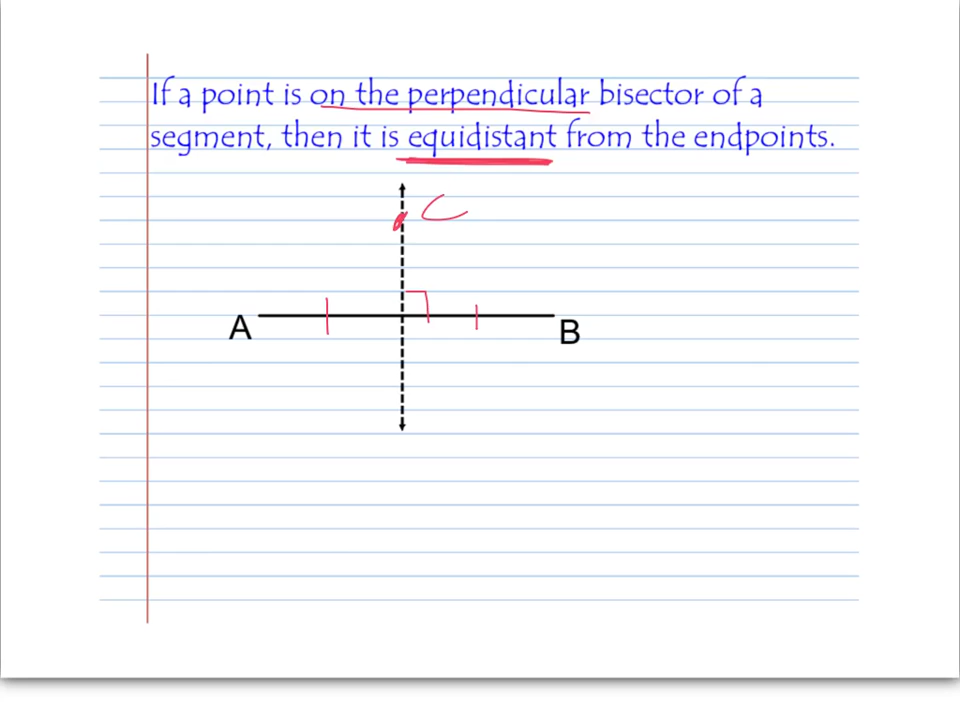 If a point is on the perpendicular bisector of a
segment, then it is equidistant from the endpoints.
C
A
B